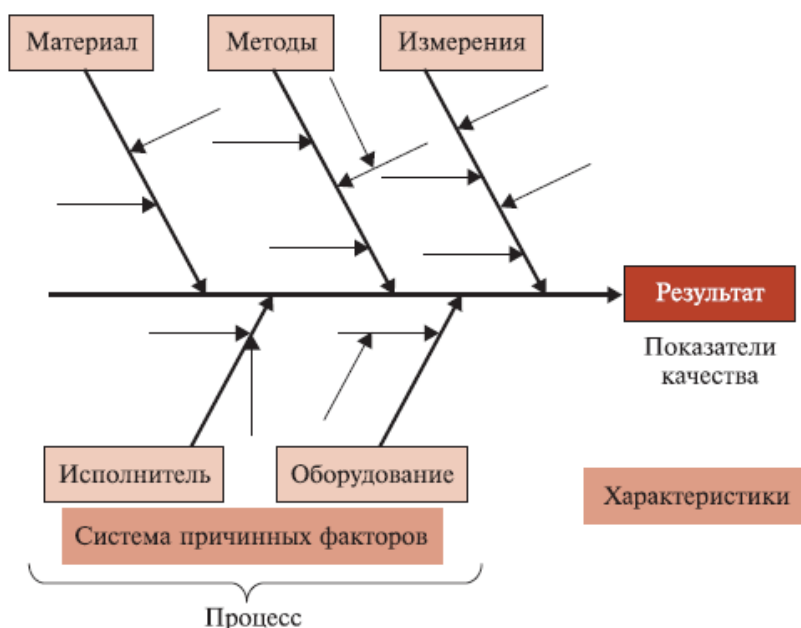 Материал
Методы
Измерения
Результат
Показатели
качества
Исполнитель
Оборудование
Характеристики
Система причинных факторов
Процесс